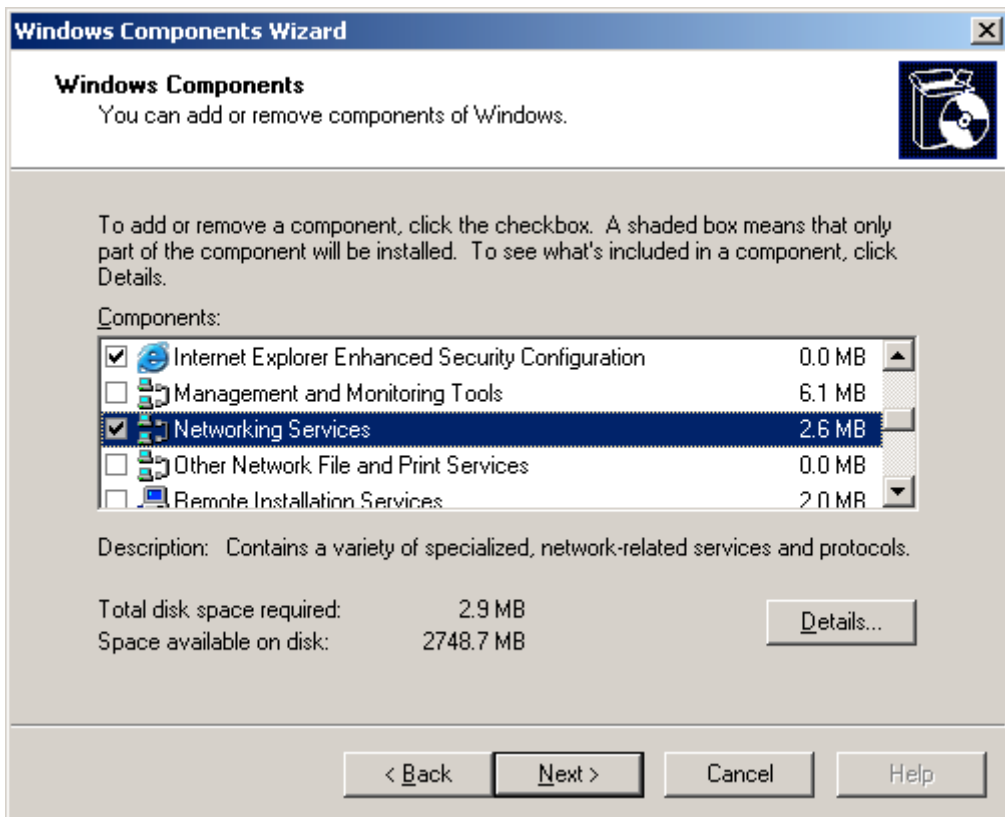 Windows Components Wizard
Windows Components
You can add or remove components of Windows.
To add or remove a component, click the checkbox. A shaded box means that only
part of the component will be installed. To see what's included in a component, click
Details.
Components:
Internet Explorer Enhanced Security Configuration 0.0 MB
Management and Monitoring Tools 6.1 MB
Networking Services 2.6 MB
Other Network File and Print Services 0.0 MB
Remote Installation Services 2.0 MB
Description: Contains a variety of specialized, network-related services and protocols.
Total disk space required: 2.9 MB
Space available on disk: 2748.7 MB
Details...
< Back Next > Cancel Help